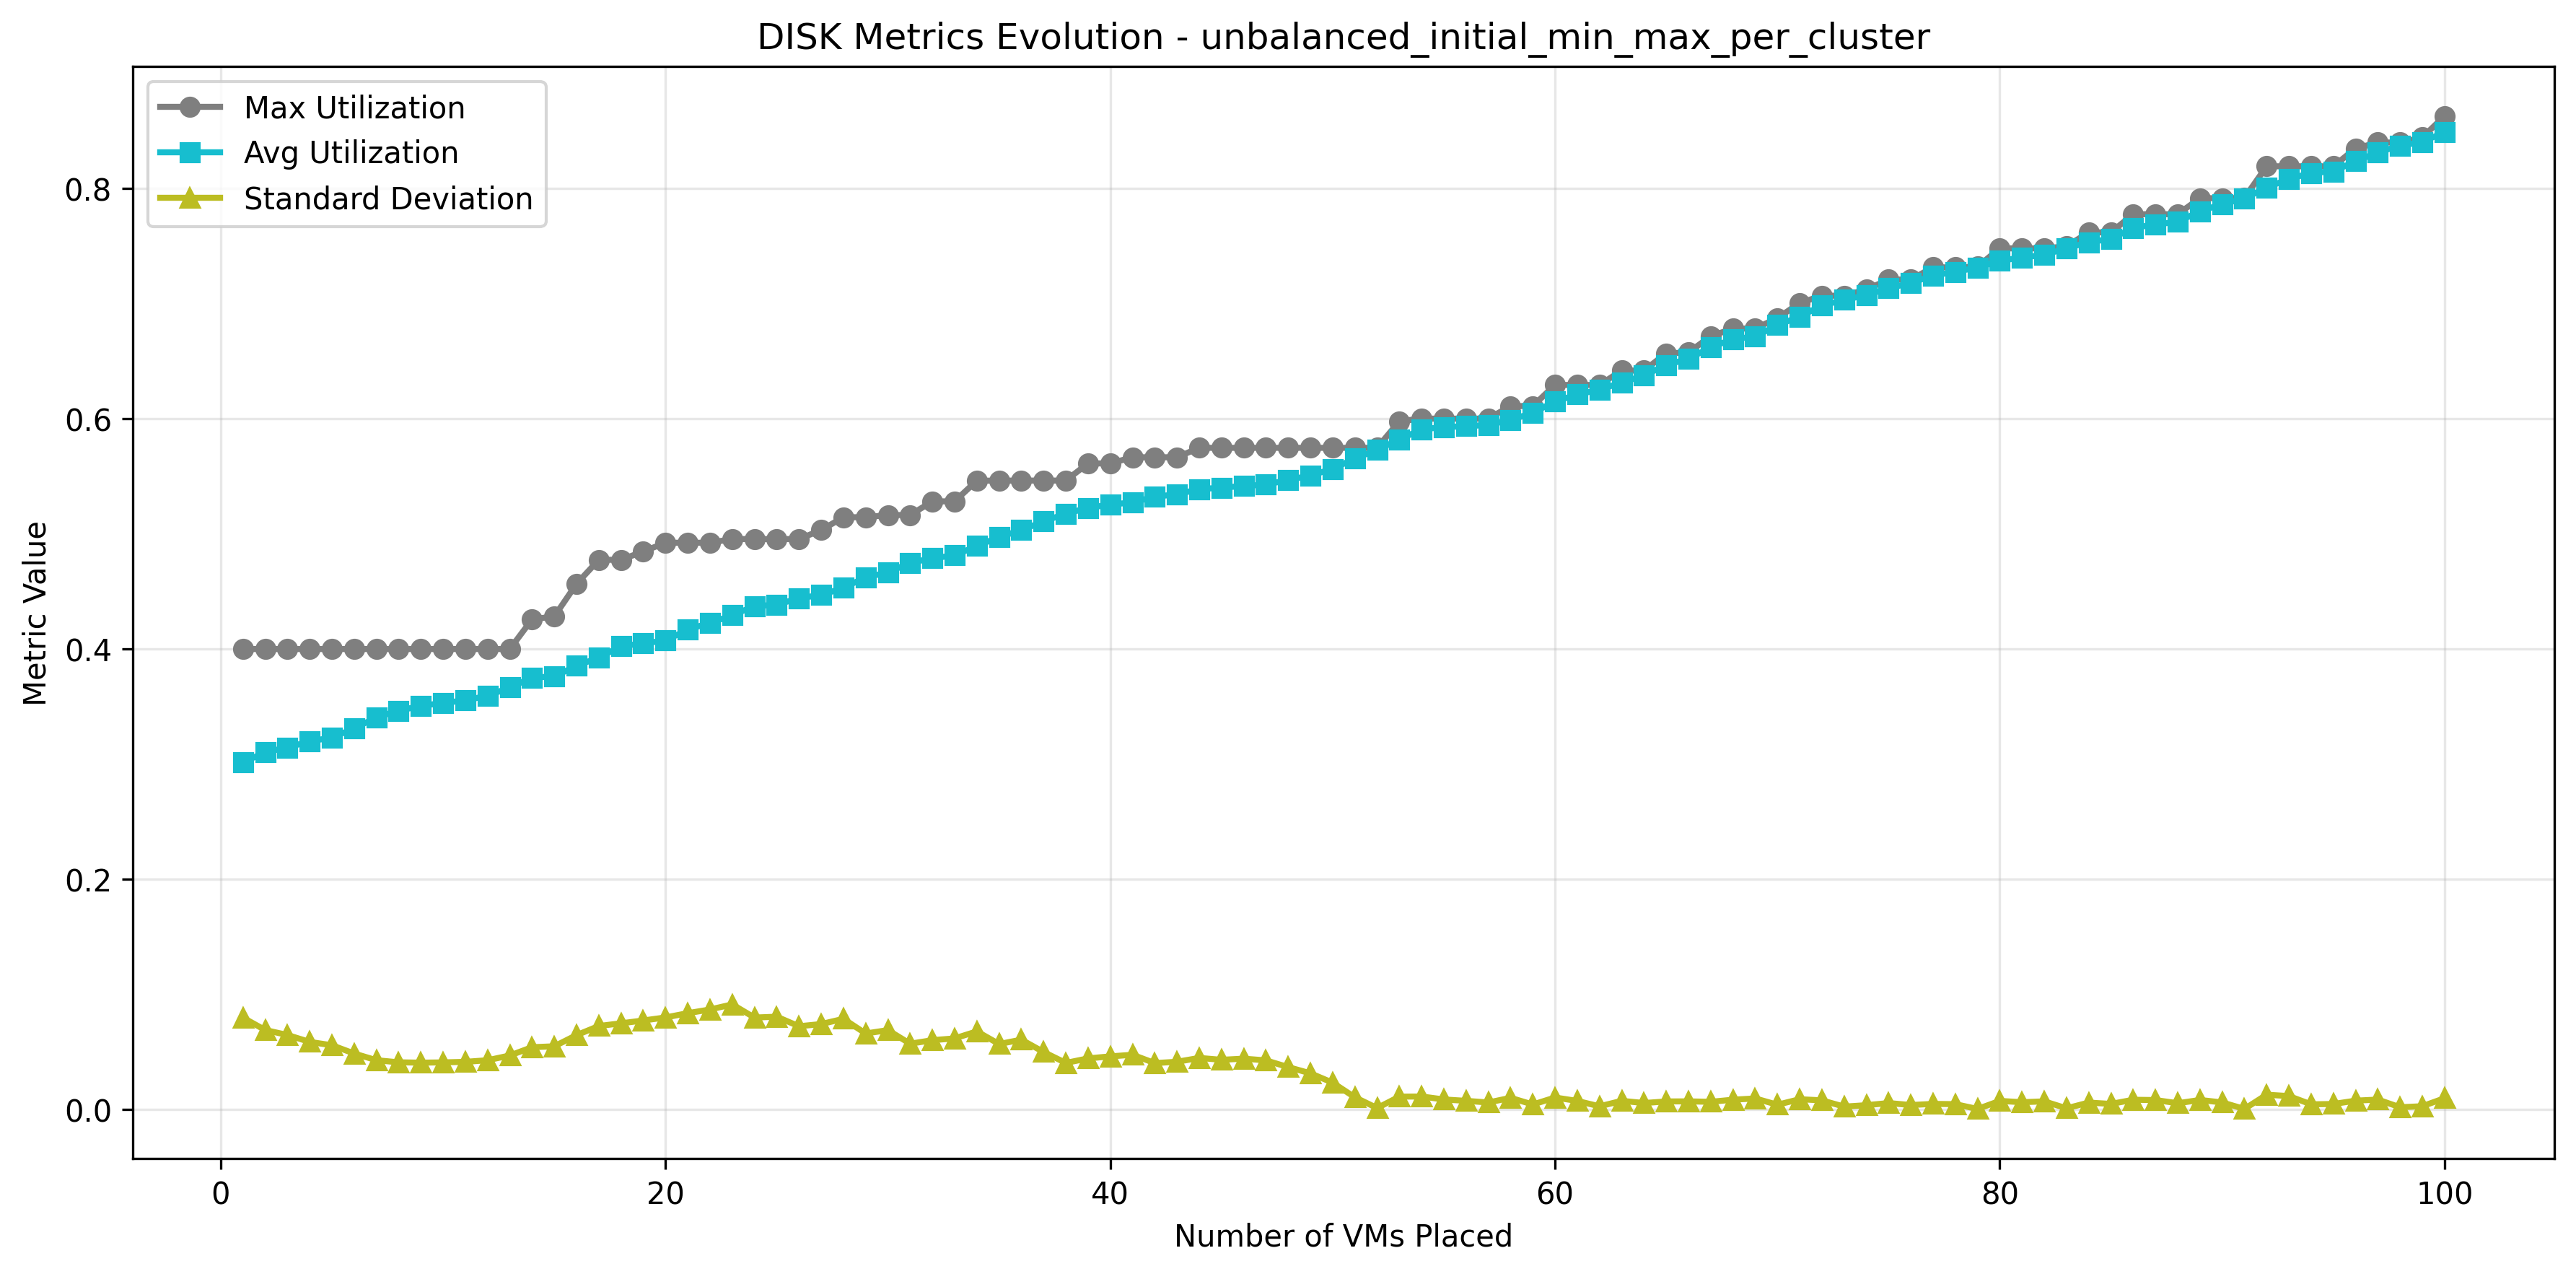 DISK Metrics Evolution - unbalanced_initial_min_max_per_cluster
Max Utilization
Avg Utilization
Standard Deviation
Metric Value
0.8
0.6
0.4
0.2
0.0
0 20 40 60 80 100
Number of VMs Placed